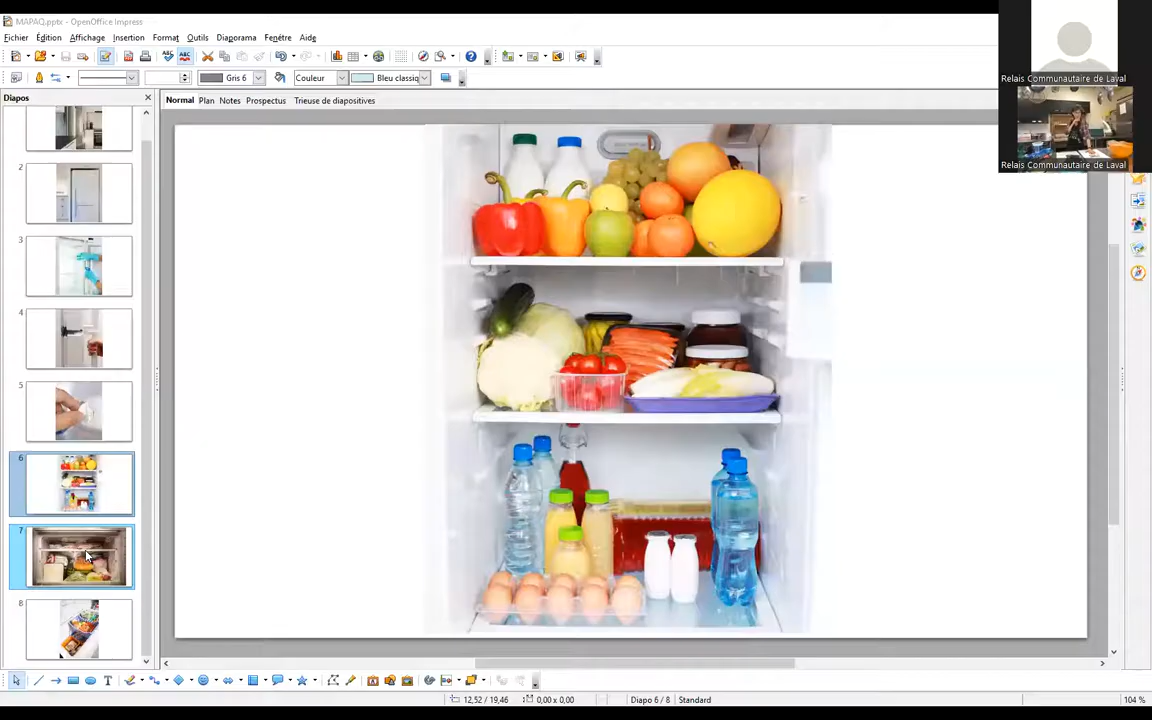 MAPAQ.pptx - OpenOffice Impress
Fichier Édition Affichage Insertion Format Outils Diaporama Fenêtre Aide
Gris 6 Couleur Bleu classiq
Diapos
Normal Plan Notes Prospectus Trieuse de diapositives
Relais Communautaire de Laval
Relais Communautaire de Laval
2
3
4
5
6
7
8
12,52 / 19,46 0,00 x 0,00 Diapo 6 / 8 Standard 104 %